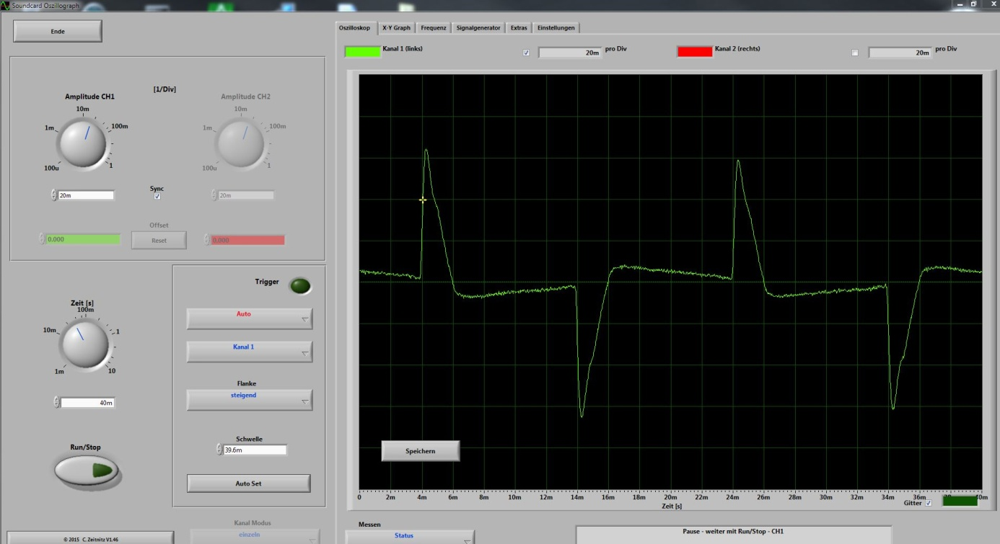 Soundcard Oszillograph
Ende
Oszilloskop X-Y Graph Frequenz Signalgenerator Extras Einstellungen
Kanal 1 (links) 20m pro Div Kanal 2 (rechts) 20m pro Div
[1/Div]
Amplitude CH1 Amplitude CH2
10m 10m
1m 100m 1m 100m
100u 1 100u 1
Sync
20m 20m
Offset
0.000 Reset 0.000
Trigger
Auto
Kanal 1
Flanke
steigend
Schwelle
39.6m
Auto Set
Zeit [s]
100m
10m 1
1m 10
40m
Run/Stop
Speichern
0 2m 4m 6m 8m 10m 12m 14m 16m 18m 20m 22m 24m 26m 28m 30m 32m 34m 36m 40m
Zeit [s]
Gitter
Kanal Modus
einzeln
Messen
Status
Pause - weiter mit Run/Stop - CH1
© 2015 C. Zeitnitz V1.46